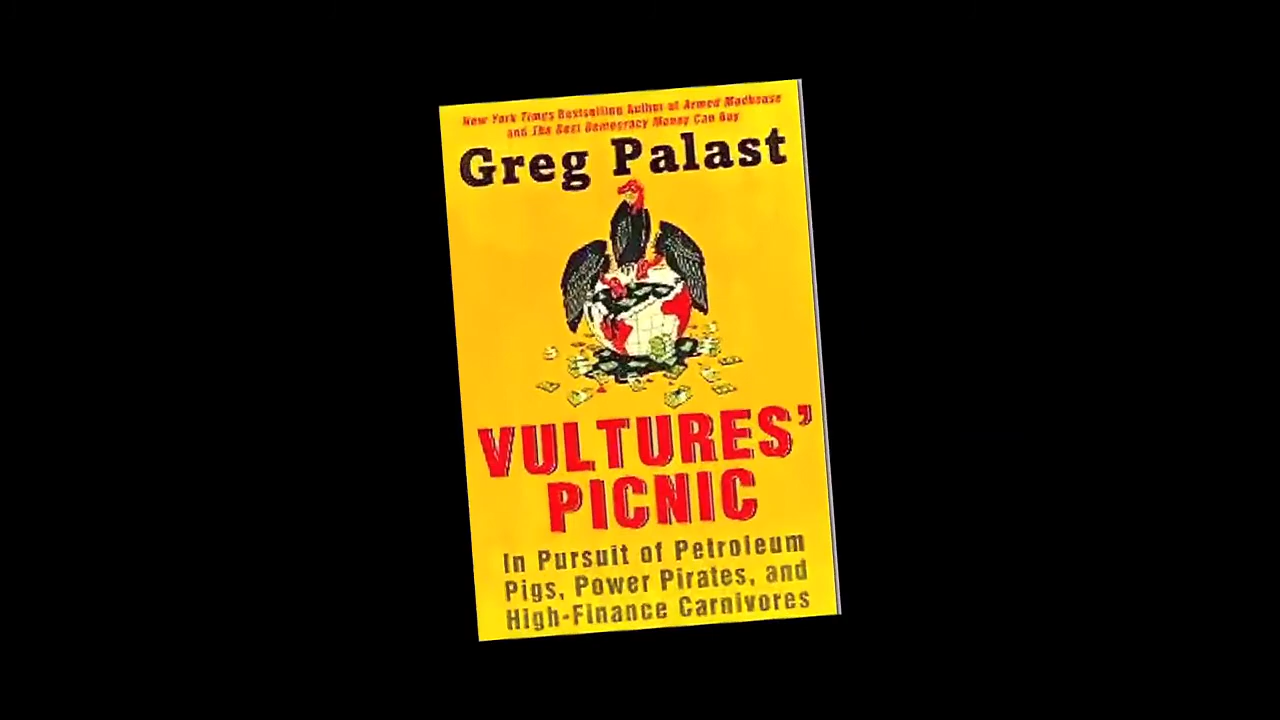 New York Times Bestselling Author of Armed Madhouse
and The Best Democracy Money Can Buy
Greg Palast
VULTURES'
PICNIC
In Pursuit of Petroleum
Pigs, Power Pirates, and
High-Finance Carnivores